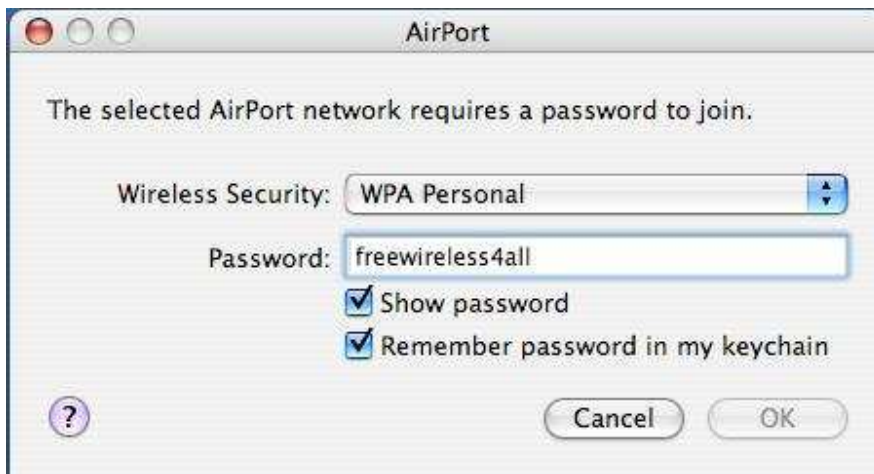 AirPort
The selected AirPort network requires a password to join.
Wireless Security: WPA Personal
Password: freewireless4all
Show password
Remember password in my keychain
? Cancel OK